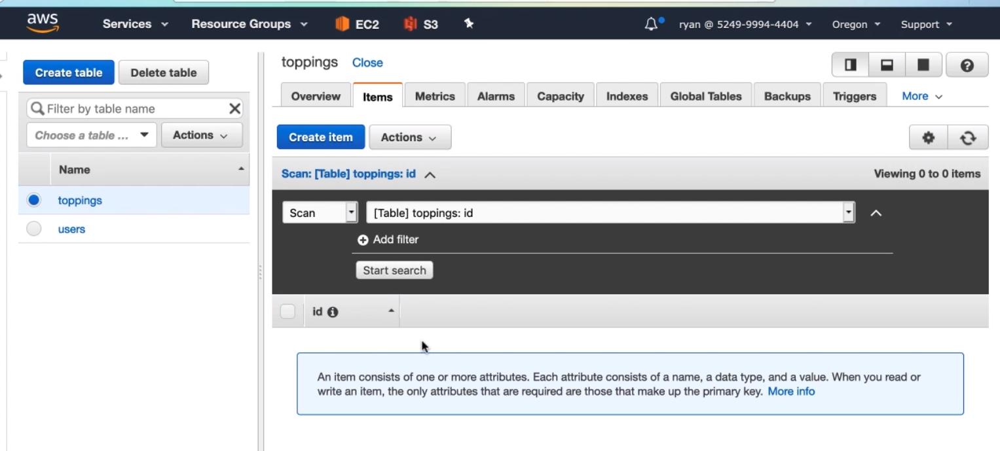 aws Services Resource Groups EC2 S3 ryan @ 5249-9994-4404 Oregon Support
Create table Delete table
Filter by table name
Choose a table ... Actions
Name
toppings
users
toppings Close
Overview Items Metrics Alarms Capacity Indexes Global Tables Backups Triggers More
Create item Actions
Scan: [Table] toppings: id Viewing 0 to 0 items
Scan [Table] toppings: id
Add filter
Start search
id
An item consists of one or more attributes. Each attribute consists of a name, a data type, and a value. When you read or
write an item, the only attributes that are required are those that make up the primary key. More info